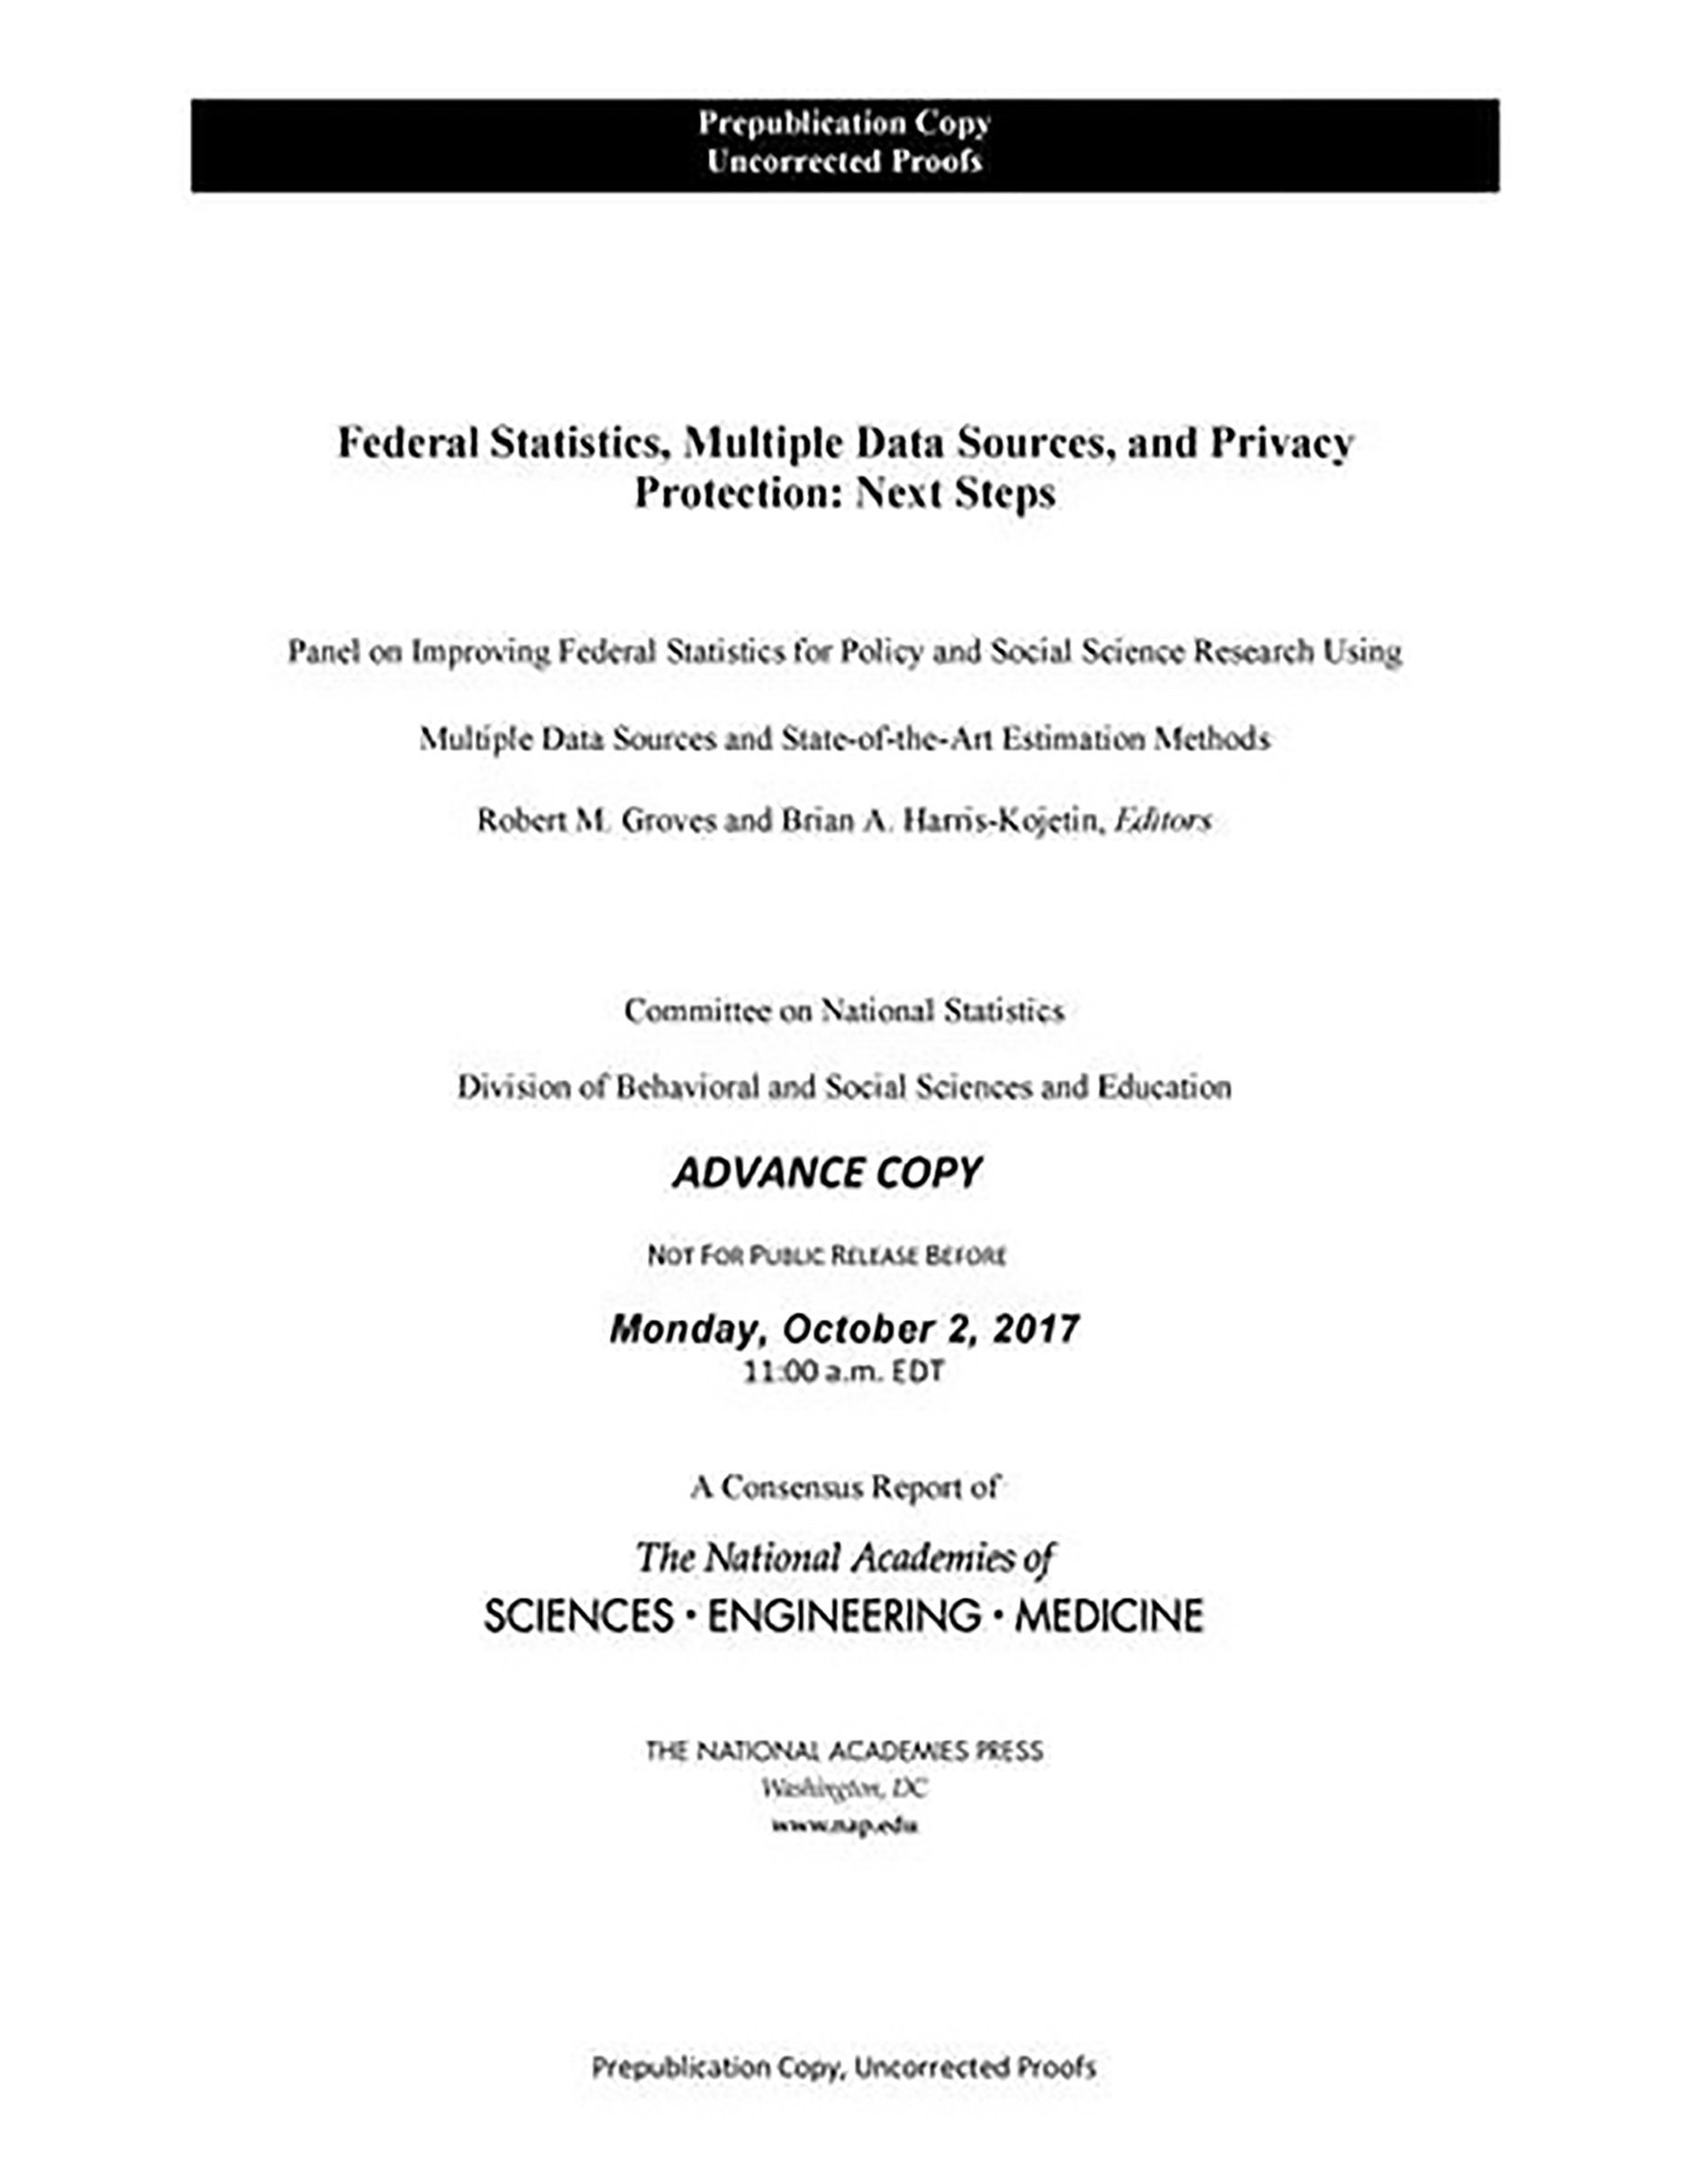 Prepublication Copy
Uncorrected Proofs
Federal Statistics, Multiple Data Sources, and Privacy
Protection: Next Steps
Panel on Improving Federal Statistics for Policy and Social Science Research Using
Multiple Data Sources and State-of-the-Art Estimation Methods
Robert M. Groves and Brian A. Harris-Kojetin, Editors
Committee on National Statistics
Division of Behavioral and Social Sciences and Education
ADVANCE COPY
NOT FOR PUBLIC RELEASE BEFORE
Monday, October 2, 2017
11:00 a.m. EDT
A Consensus Report of
The National Academies of
SCIENCES • ENGINEERING • MEDICINE
THE NATIONAL ACADEMIES PRESS
Washington, DC
www.nap.edu
Prepublication Copy, Uncorrected Proofs